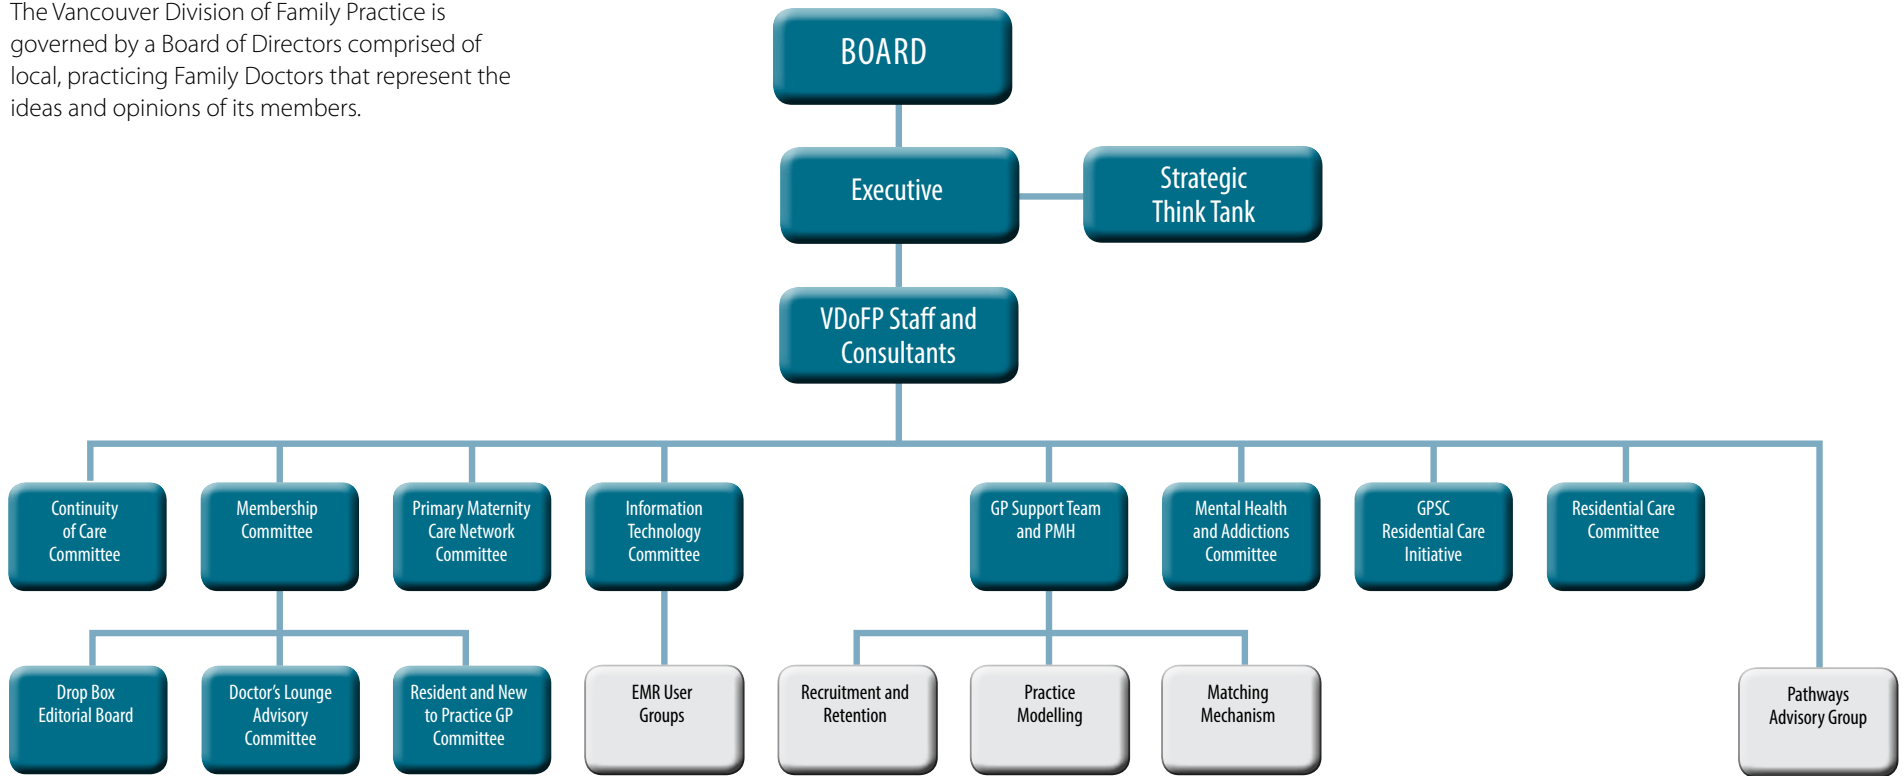 The Vancouver Division of Family Practice is
governed by a Board of Directors comprised of
local, practicing Family Doctors that represent the
ideas and opinions of its members.
BOARD
Executive
Strategic
Think Tank
VDoFP Staff and
Consultants
Continuity
of Care
Committee
Membership
Committee
Primary Maternity
Care Network
Committee
Information
Technology
Committee
GP Support Team
and PMH
Mental Health
and Addictions
Committee
GPSC
Residential Care
Initiative
Residential Care
Committee
Drop Box
Editorial Board
Doctor’s Lounge
Advisory
Committee
Resident and New
to Practice GP
Committee
EMR User
Groups
Recruitment and
Retention
Practice
Modelling
Matching
Mechanism
Pathways
Advisory Group